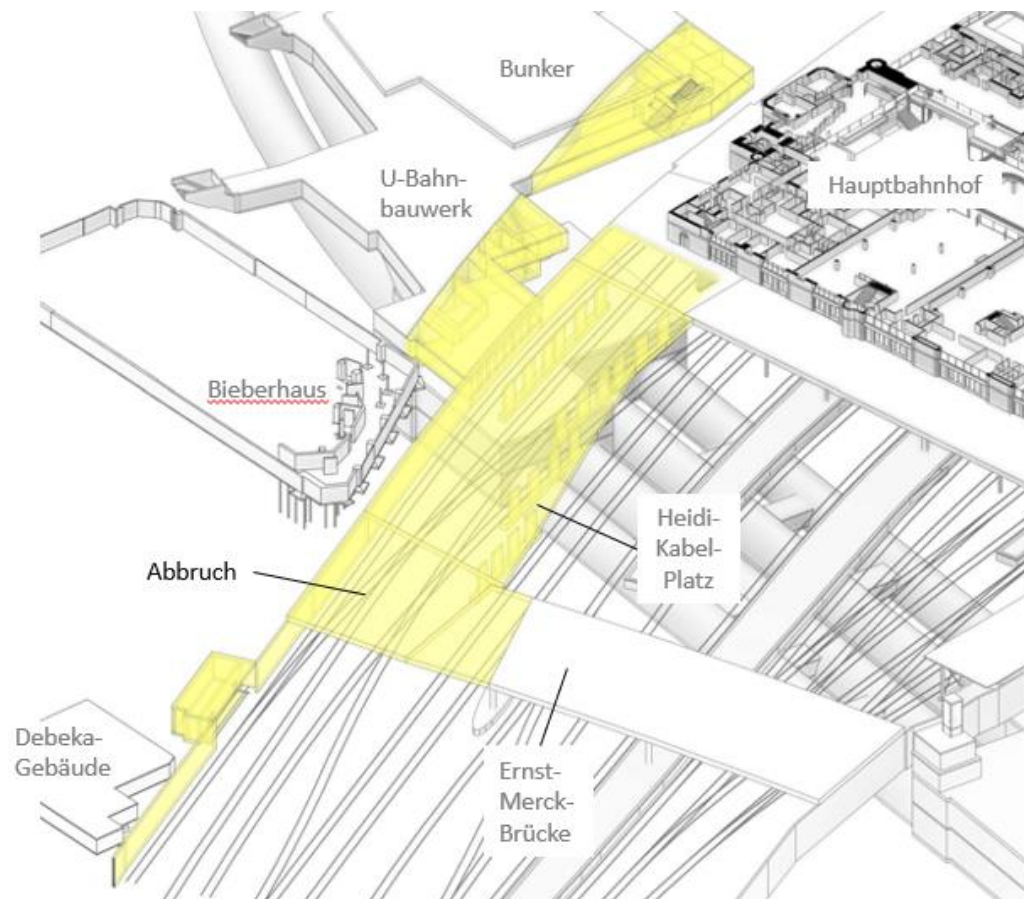 Bunker
U-Bahn-
bauwerk
Hauptbahnhof
Bieberhaus
Heidi-
Kabel-
Platz
Abbruch
Debeka-
Gebäude
Ernst-
Merck-
Brücke